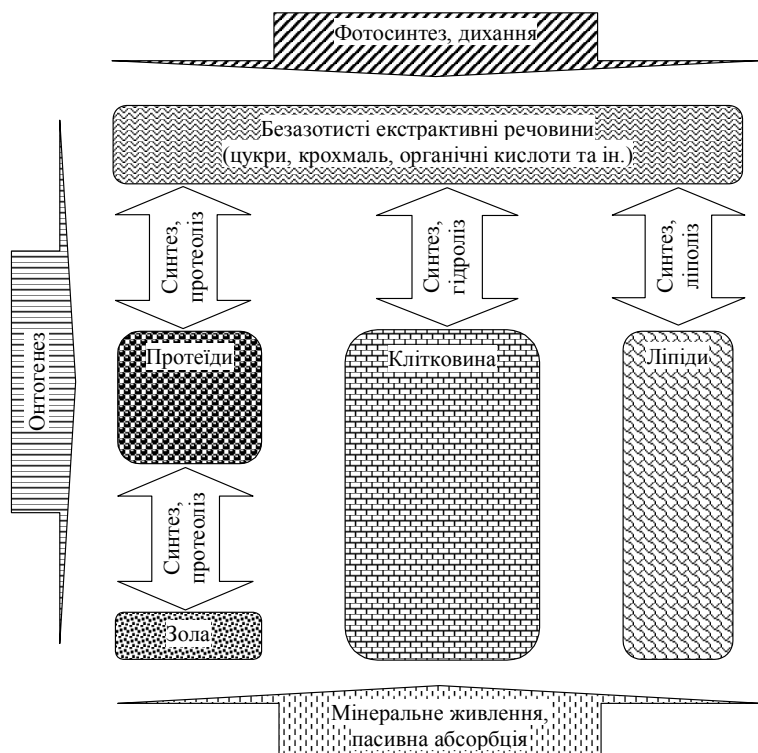 Фотосинтез, дихання
Безазотисті екстрактивні речовини
(цукри, крохмаль, органічні кислоти та ін.)
Онтогенез
Синтез,
протеоліз
Синтез,
гідроліз
Синтез,
ліполіз
Протеїди
Клітковина
Ліпіди
Синтез,
протеоліз
Зола
Мінеральне живлення,
пасивна абсорбція